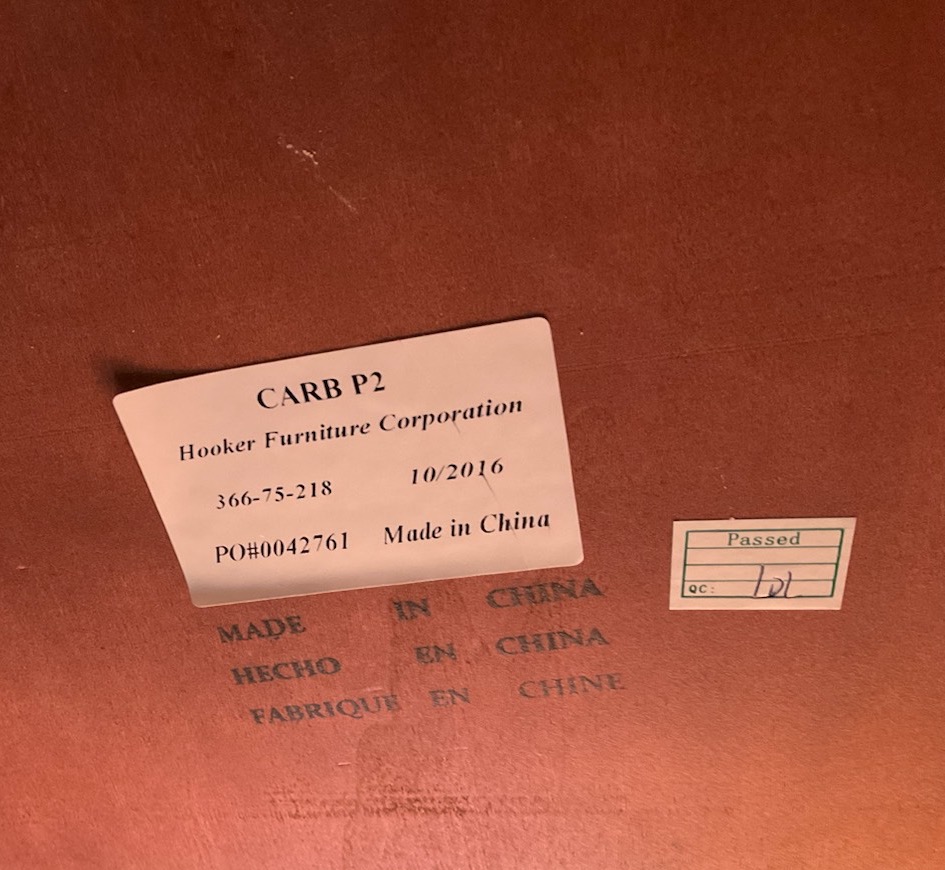 CARB P2
Hooker Furniture Corporation
366-75-218 10/2016
PO#0042761 Made in China
MADE IN CHINA
HECHO EN CHINA
FABRIQUE EN CHINE
Passed
QC: